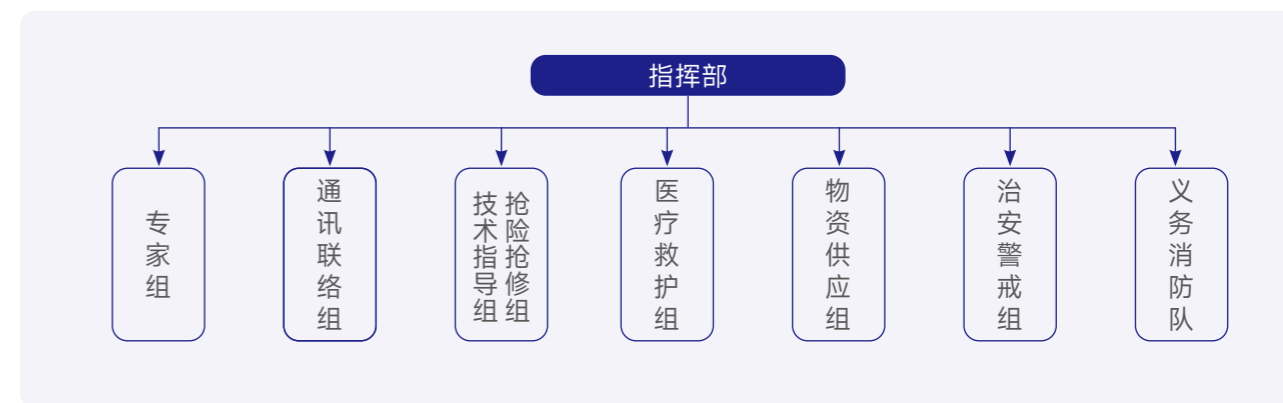 指挥部
专家组
通讯联络组
技术指导组
抢险抢修组
医疗救护组
物资供应组
治安警戒组
义务消防队